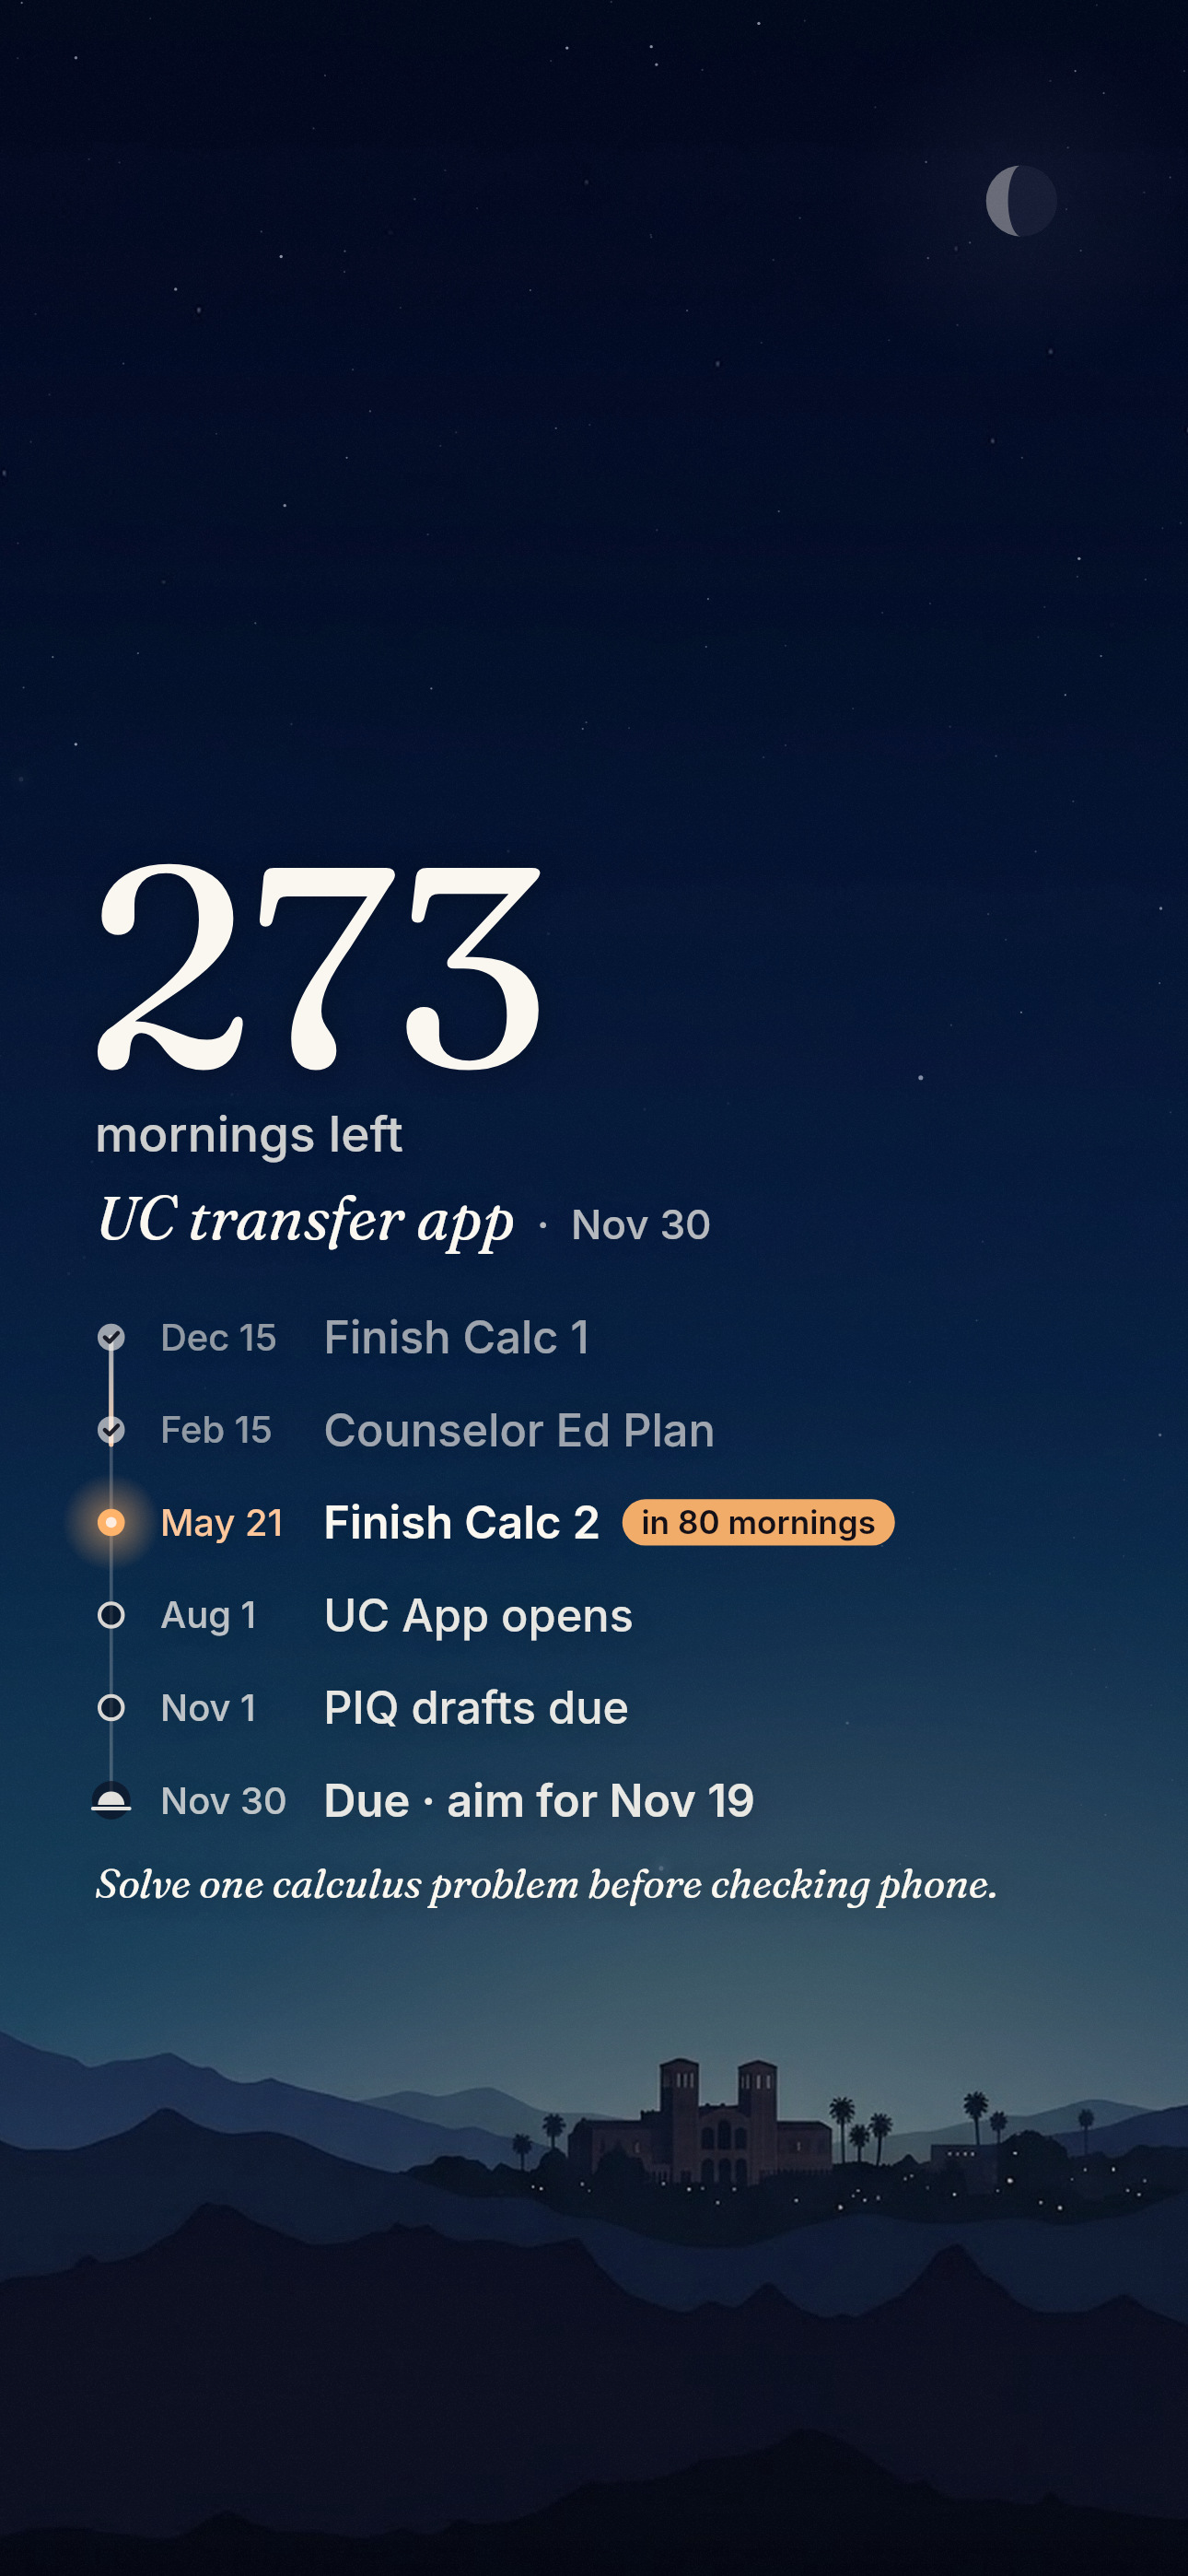 273
mornings left
UC transfer app · Nov 30
Dec 15 Finish Calc 1
Feb 15 Counselor Ed Plan
May 21 Finish Calc 2 in 80 mornings
Aug 1 UC App opens
Nov 1 PIQ drafts due
Nov 30 Due · aim for Nov 19
Solve one calculus problem before checking phone.